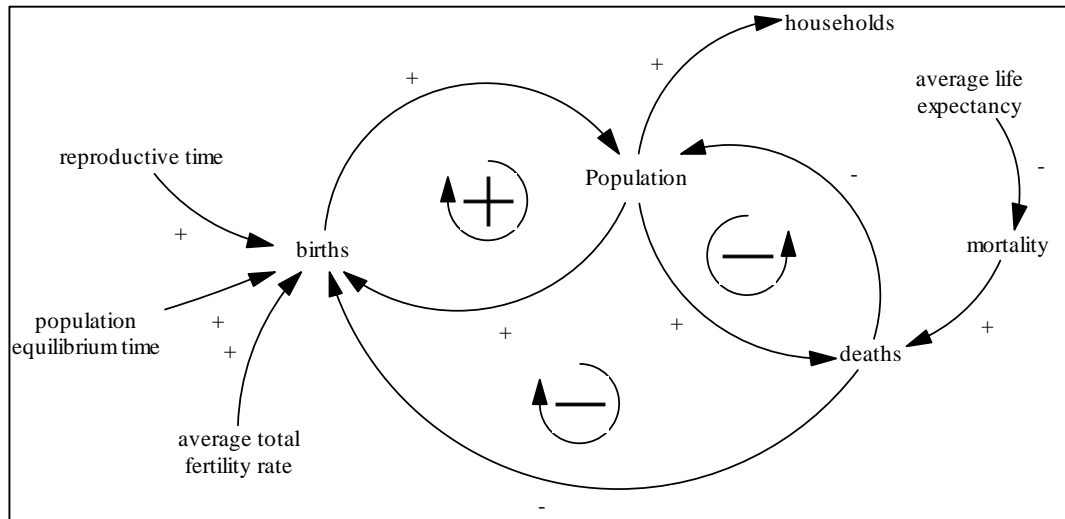 households
+
+
average life
expectancy
reproductive time
Population
-
-
+
+
births
-
mortality
population
equilibrium time
+
+
+
+
+
deaths
-
average total
fertility rate
-